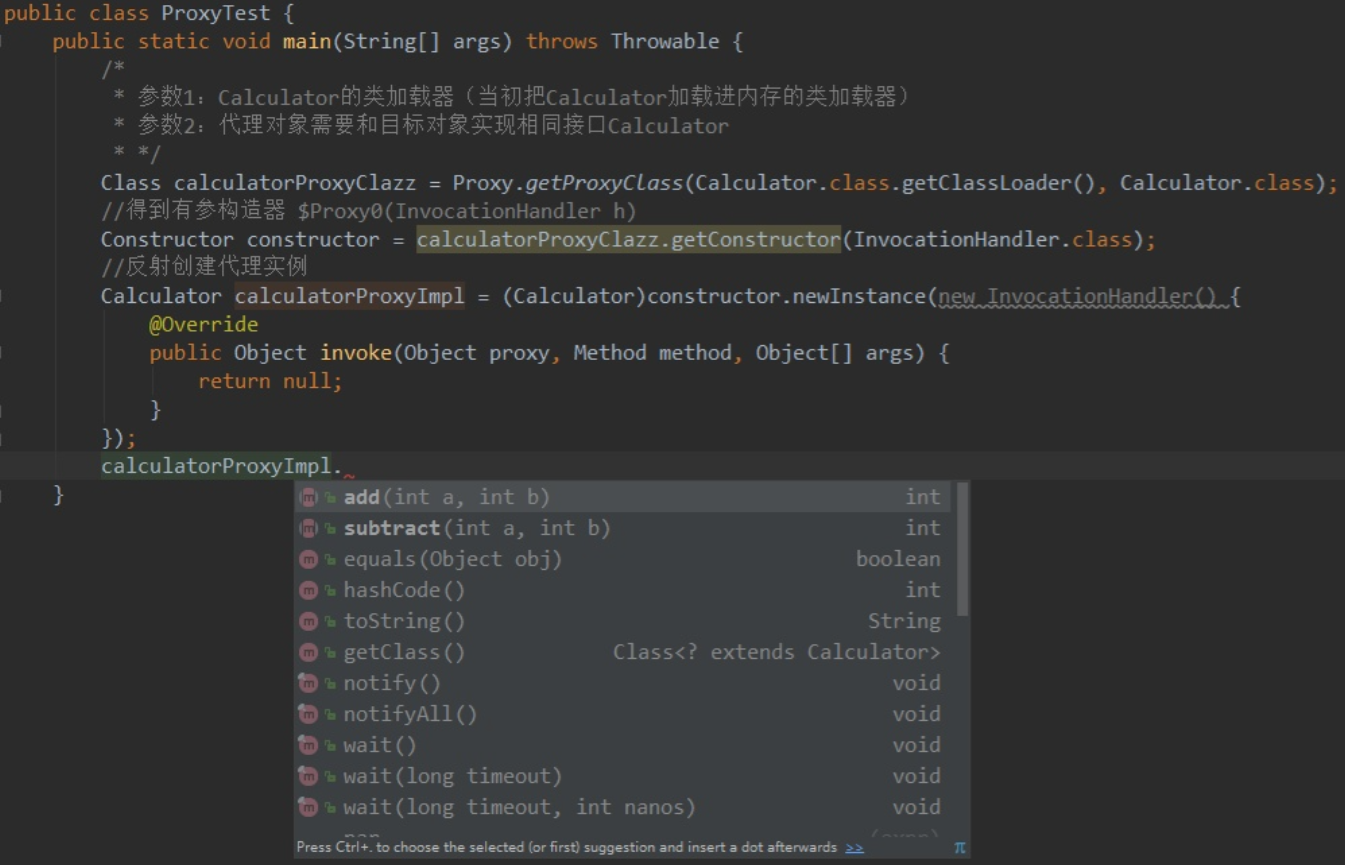 public class ProxyTest {
public static void main(String[] args) throws Throwable {
/*
* 参数1：Calculator的类加载器（当初把Calculator加载进内存的类加载器）
* 参数2：代理对象需要和目标对象实现相同接口Calculator
* */
Class calculatorProxyClazz = Proxy.getProxyClass(Calculator.class.getClassLoader(), Calculator.class);
//得到有参构造器 $Proxy0(InvocationHandler h)
Constructor constructor = calculatorProxyClazz.getConstructor(InvocationHandler.class);
//反射创建代理实例
Calculator calculatorProxyImpl = (Calculator)constructor.newInstance(new InvocationHandler() {
@Override
public Object invoke(Object proxy, Method method, Object[] args) {
return null;
}
});
calculatorProxyImpl.
}
add(int a, int b) int
subtract(int a, int b) int
equals(Object obj) boolean
hashCode() int
toString() String
getClass() Class<? extends Calculator>
notify() void
notifyAll() void
wait() void
wait(long timeout) void
wait(long timeout, int nanos) void
Press Ctrl+. to choose the selected (or first) suggestion and insert a dot afterwards >> π